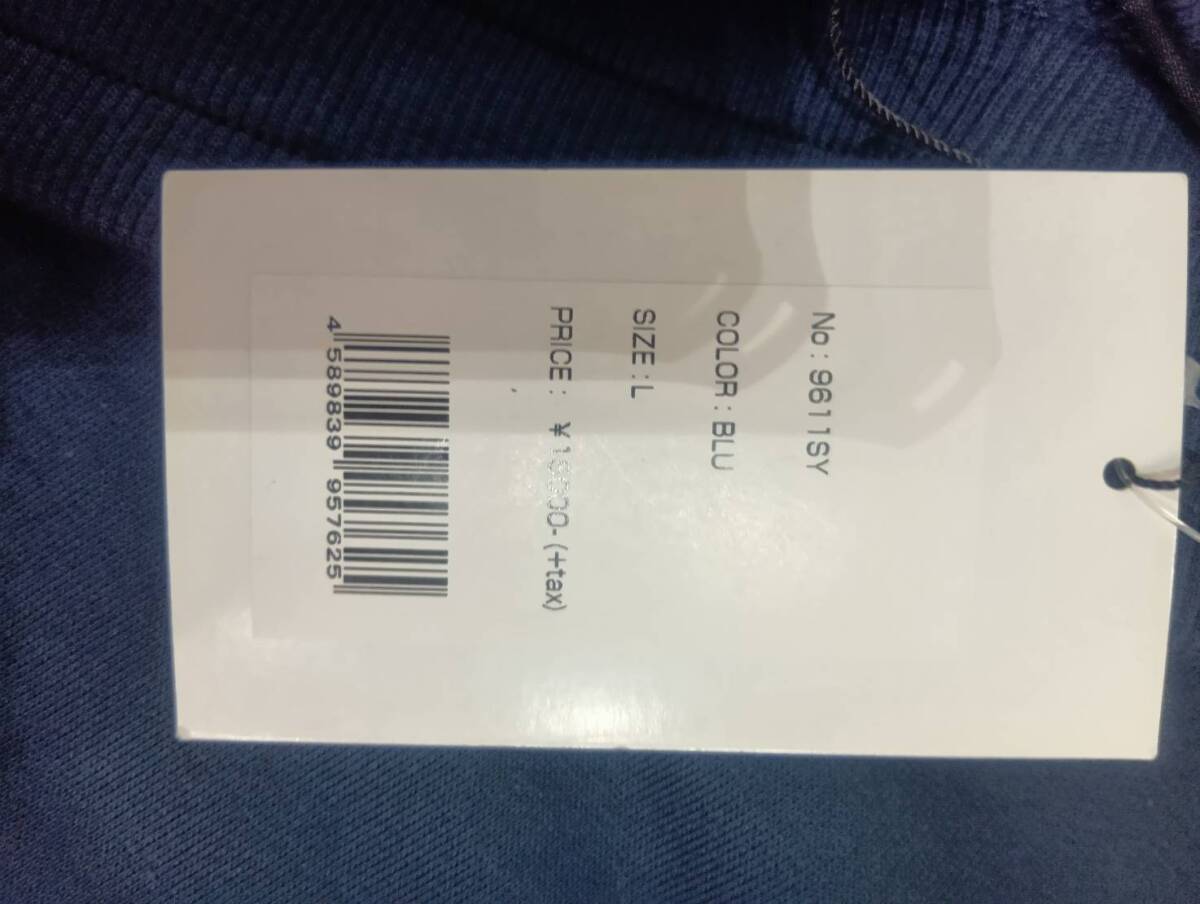 No : 9611SY
COLOR : BLU
SIZE : L
PRICE : (+tax)
4 589839 957625